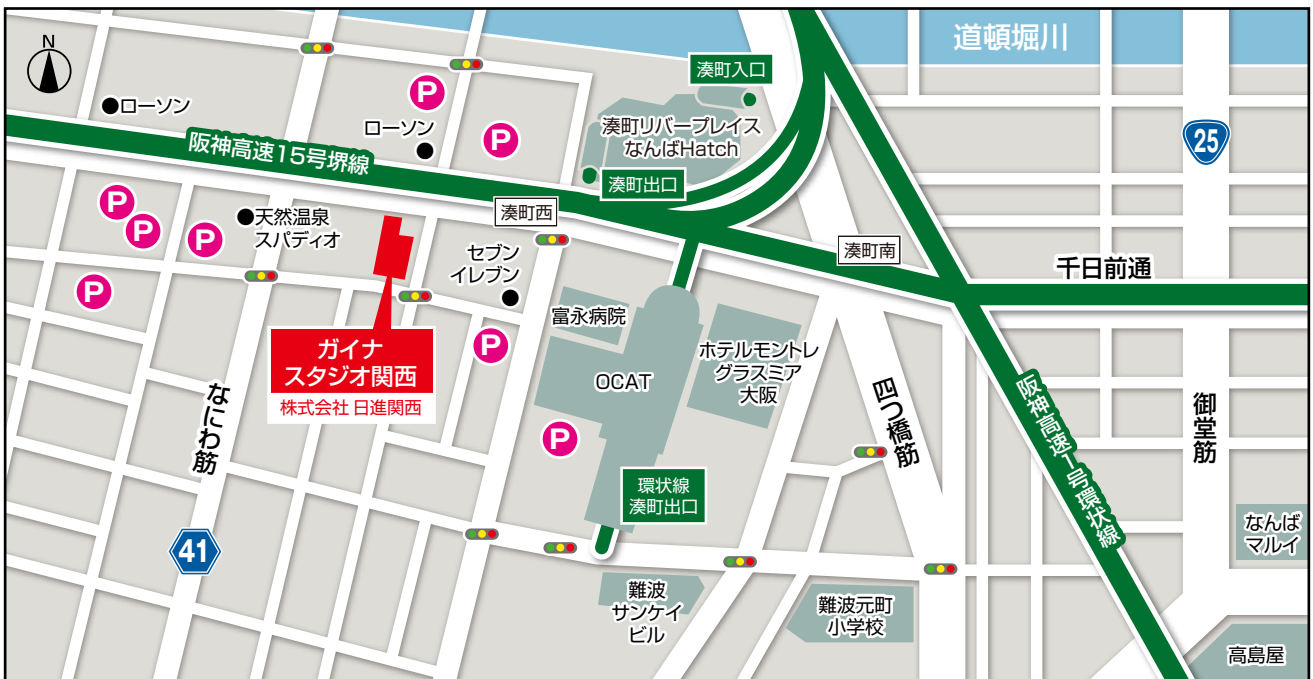 N
道頓堀川
湊町入口
P
ローソン
ローソン
湊町リバープレイス
なんばHatch
25
P
阪神高速15号堺線
湊町出口
P
P
P
天然温泉
スパディオ
湊町西
セブン
イレブン
湊町南
千日前通
P
富永病院
P
ガイナ
スタジオ関西
株式会社 日進関西
OCAT
ホテルモントレ
グラスミア
大阪
なにわ筋
四つ橋筋
阪神高速1号環状線
御堂筋
P
環状線
湊町出口
41
なんば
マルイ
難波
サンケイ
ビル
難波元町
小学校
高島屋